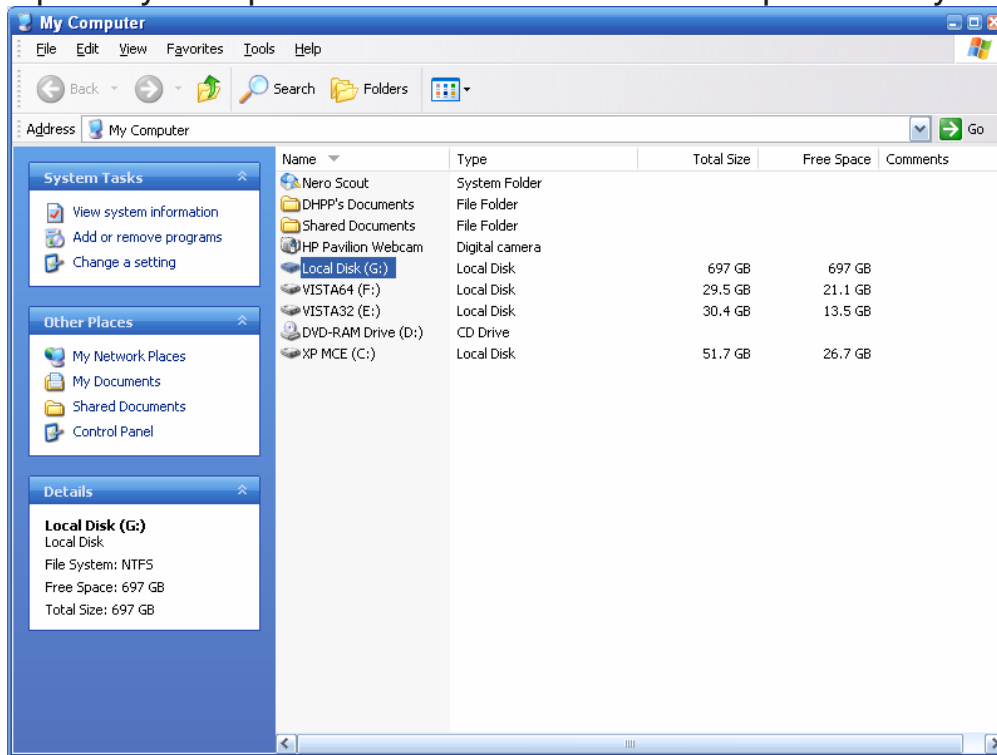 My Computer
File Edit View Favorites Tools Help
Back Search Folders
Address My Computer Go
Name Type Total Size Free Space Comments
System Tasks
View system information
Add or remove programs
Change a setting
Other Places
My Network Places
My Documents
Shared Documents
Control Panel
Details
Local Disk (G:)
Local Disk
File System: NTFS
Free Space: 697 GB
Total Size: 697 GB
Nero Scout System Folder
DHPP's Documents File Folder
Shared Documents File Folder
HP Pavilion Webcam Digital camera
Local Disk (G:) Local Disk 697 GB 697 GB
VISTA64 (F:) Local Disk 29.5 GB 21.1 GB
VISTA32 (E:) Local Disk 30.4 GB 13.5 GB
DVD-RAM Drive (D:) CD Drive
XP MCE (C:) Local Disk 51.7 GB 26.7 GB